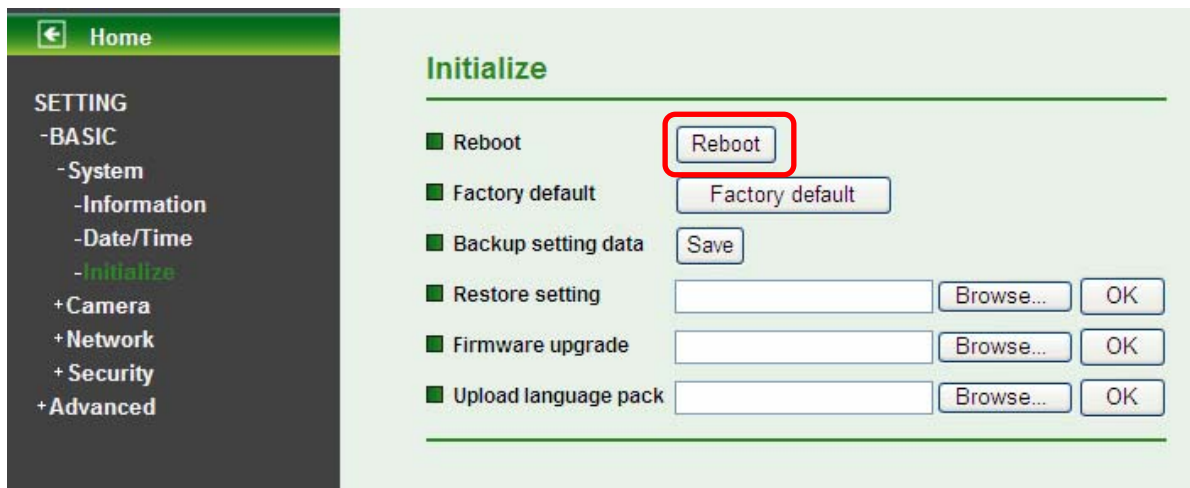 Home
SETTING
-BASIC
-System
-Information
-Date/Time
-Initialize
+Camera
+Network
+Security
+Advanced
Initialize
Reboot Reboot
Factory default Factory default
Backup setting data Save
Restore setting Browse... OK
Firmware upgrade Browse... OK
Upload language pack Browse... OK